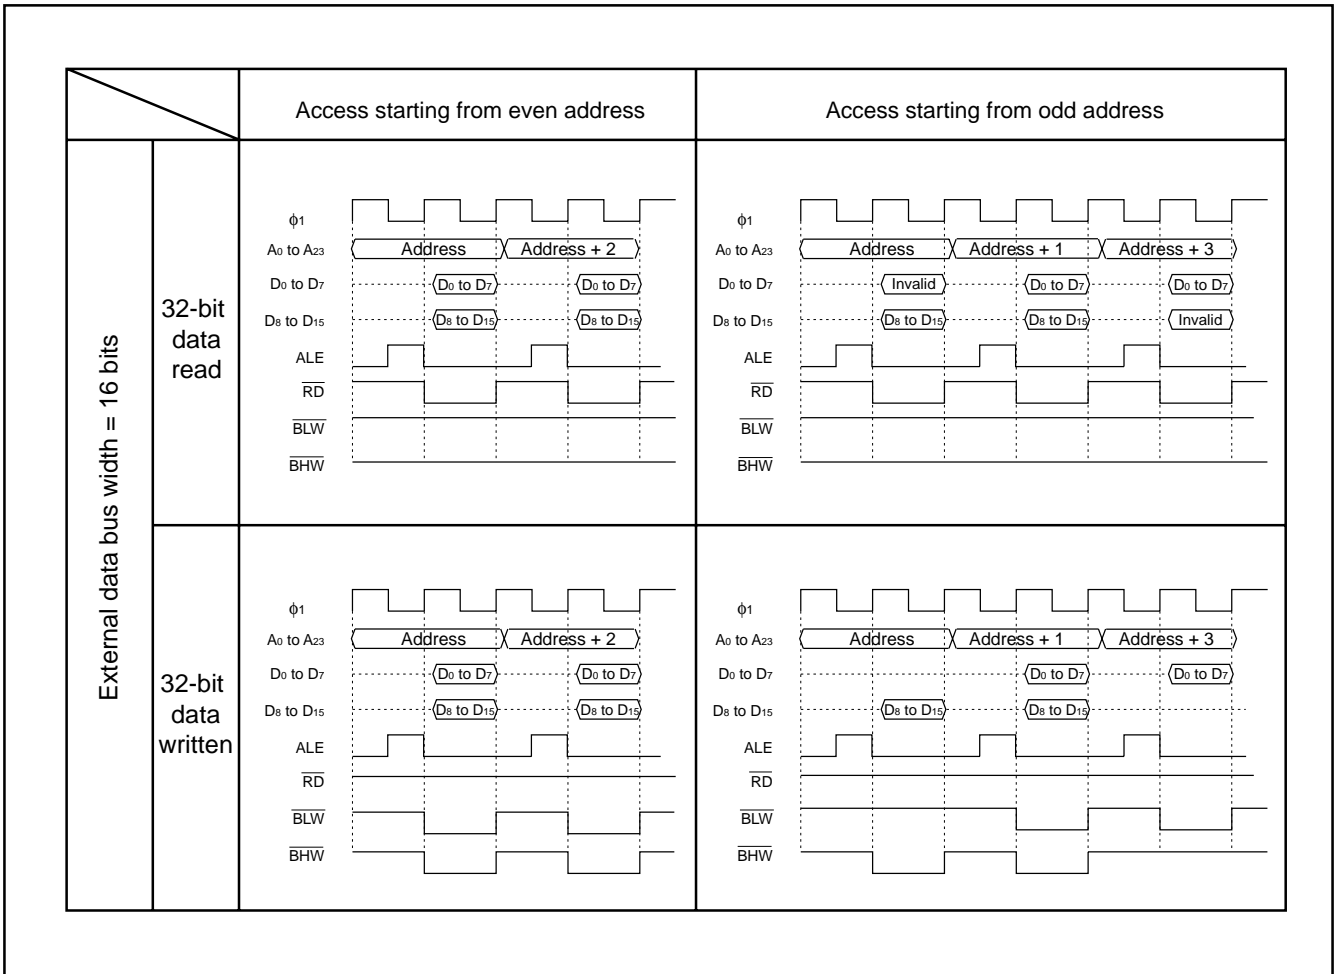 Access starting from even address
Access starting from odd address
External data bus width = 16 bits
32-bit
data
read
ϕ1
A0 to A23 Address Address + 2
D0 to D7 D0 to D7 D0 to D7
D8 to D15 D8 to D15 D8 to D15
ALE
RD
BLW
BHW
ϕ1
A0 to A23 Address Address + 1 Address + 3
D0 to D7 Invalid D0 to D7 D0 to D7
D8 to D15 D8 to D15 D8 to D15 Invalid
ALE
RD
BLW
BHW
32-bit
data
written
ϕ1
A0 to A23 Address Address + 2
D0 to D7 D0 to D7 D0 to D7
D8 to D15 D8 to D15 D8 to D15
ALE
RD
BLW
BHW
ϕ1
A0 to A23 Address Address + 1 Address + 3
D0 to D7 D0 to D7 D0 to D7
D8 to D15 D8 to D15 D8 to D15
ALE
RD
BLW
BHW